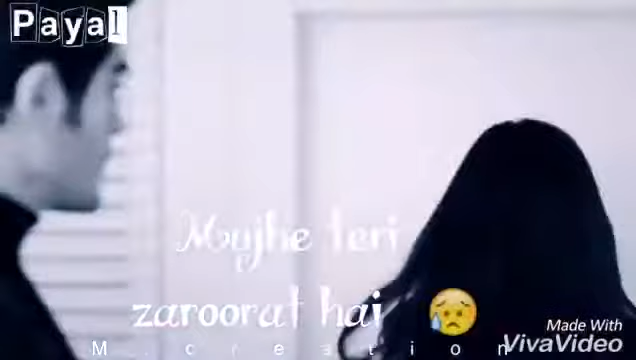 Payal
Mujhe teri
zaroorat hai
M.creation
Made With
VivaVideo